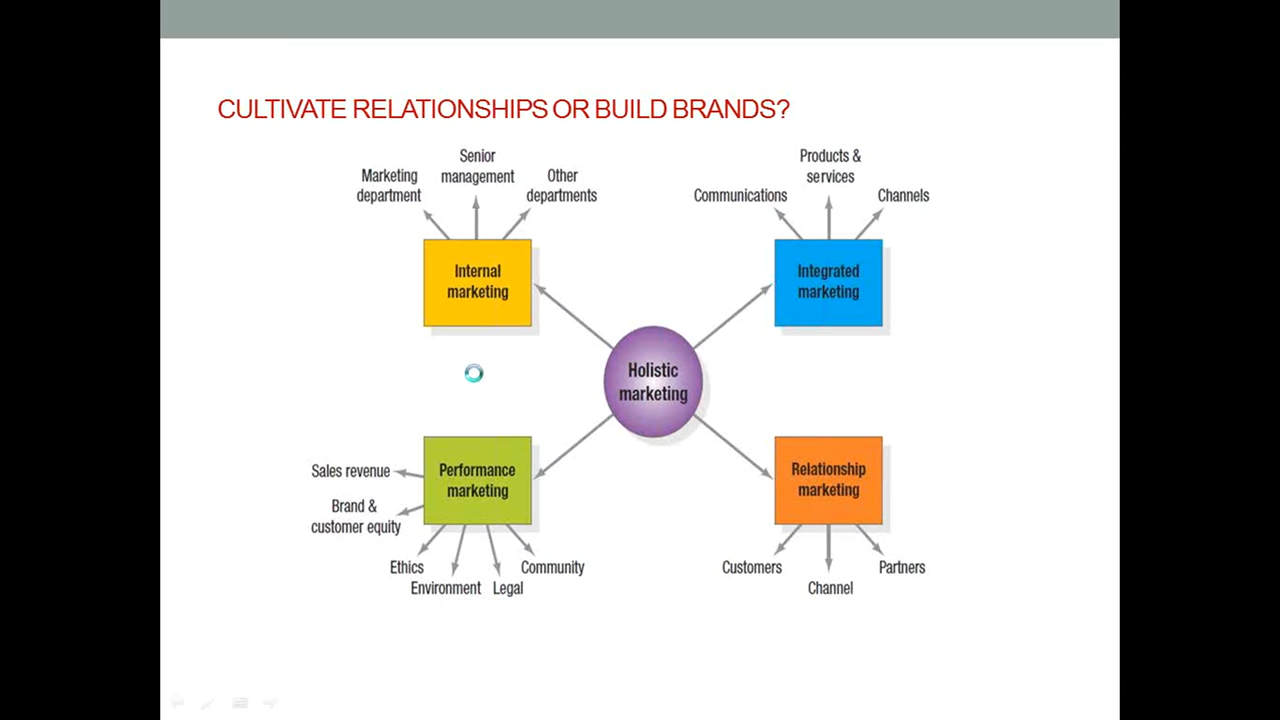 CULTIVATE RELATIONSHIPS OR BUILD BRANDS?
Senior
management
Marketing
department
Other
departments
Internal
marketing
Products &
services
Communications
Channels
Integrated
marketing
Holistic
marketing
Performance
marketing
Sales revenue
Brand &
customer equity
Ethics
Environment
Legal
Community
Relationship
marketing
Customers
Channel
Partners